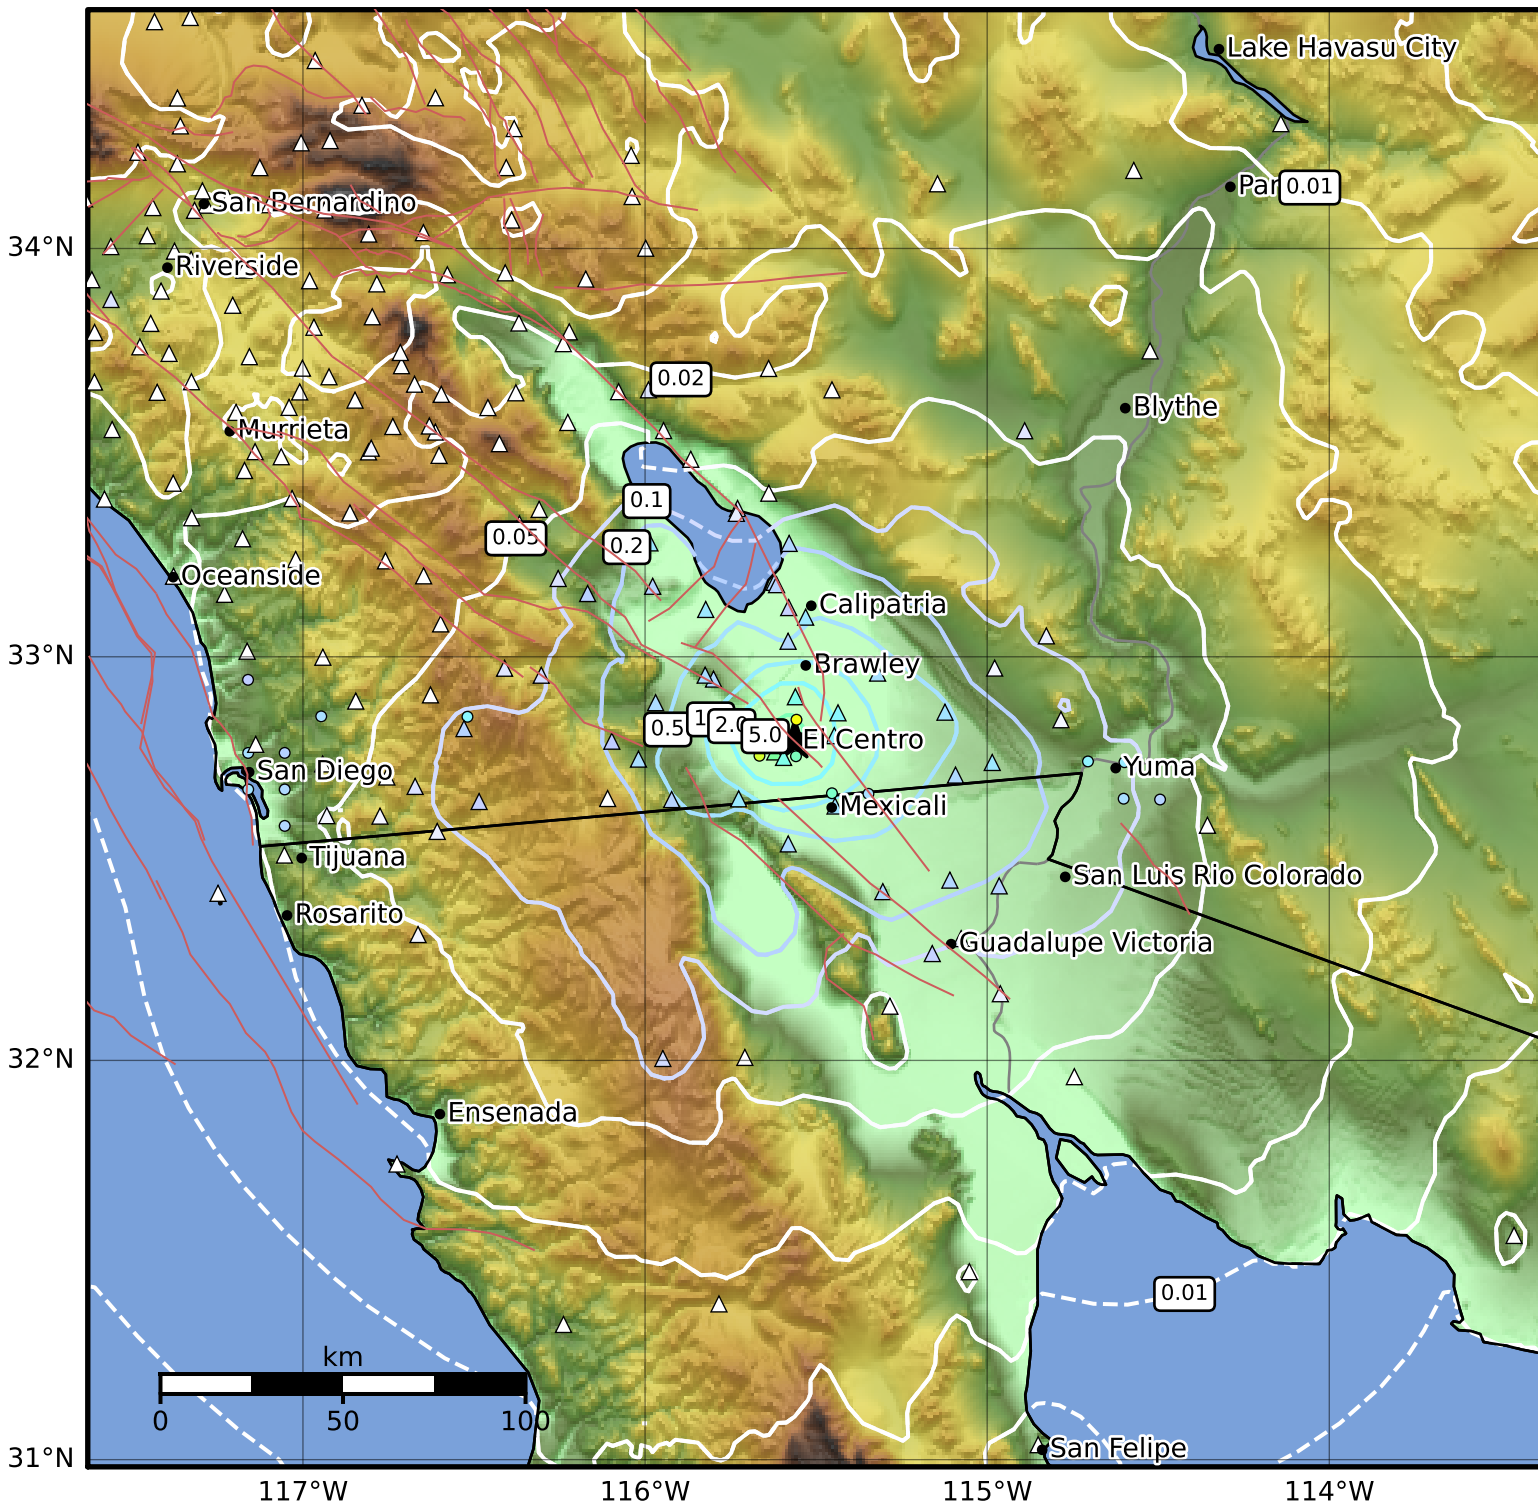 Lake Havasu City
Par
0.01
San Bernardino
34°N
Riverside
0.02
Blythe
Murrieta
0.1
0.05
0.2
Oceanside
Calipatria
33°N
Brawley
0.5
1
2.0
5.0
El Centro
San Diego
Yuma
Mexicali
Tijuana
San Luis Rio Colorado
Rosarito
Guadalupe Victoria
32°N
Ensenada
0.01
km
0
50
100
San Felipe
31°N
117°W
116°W
115°W
114°W